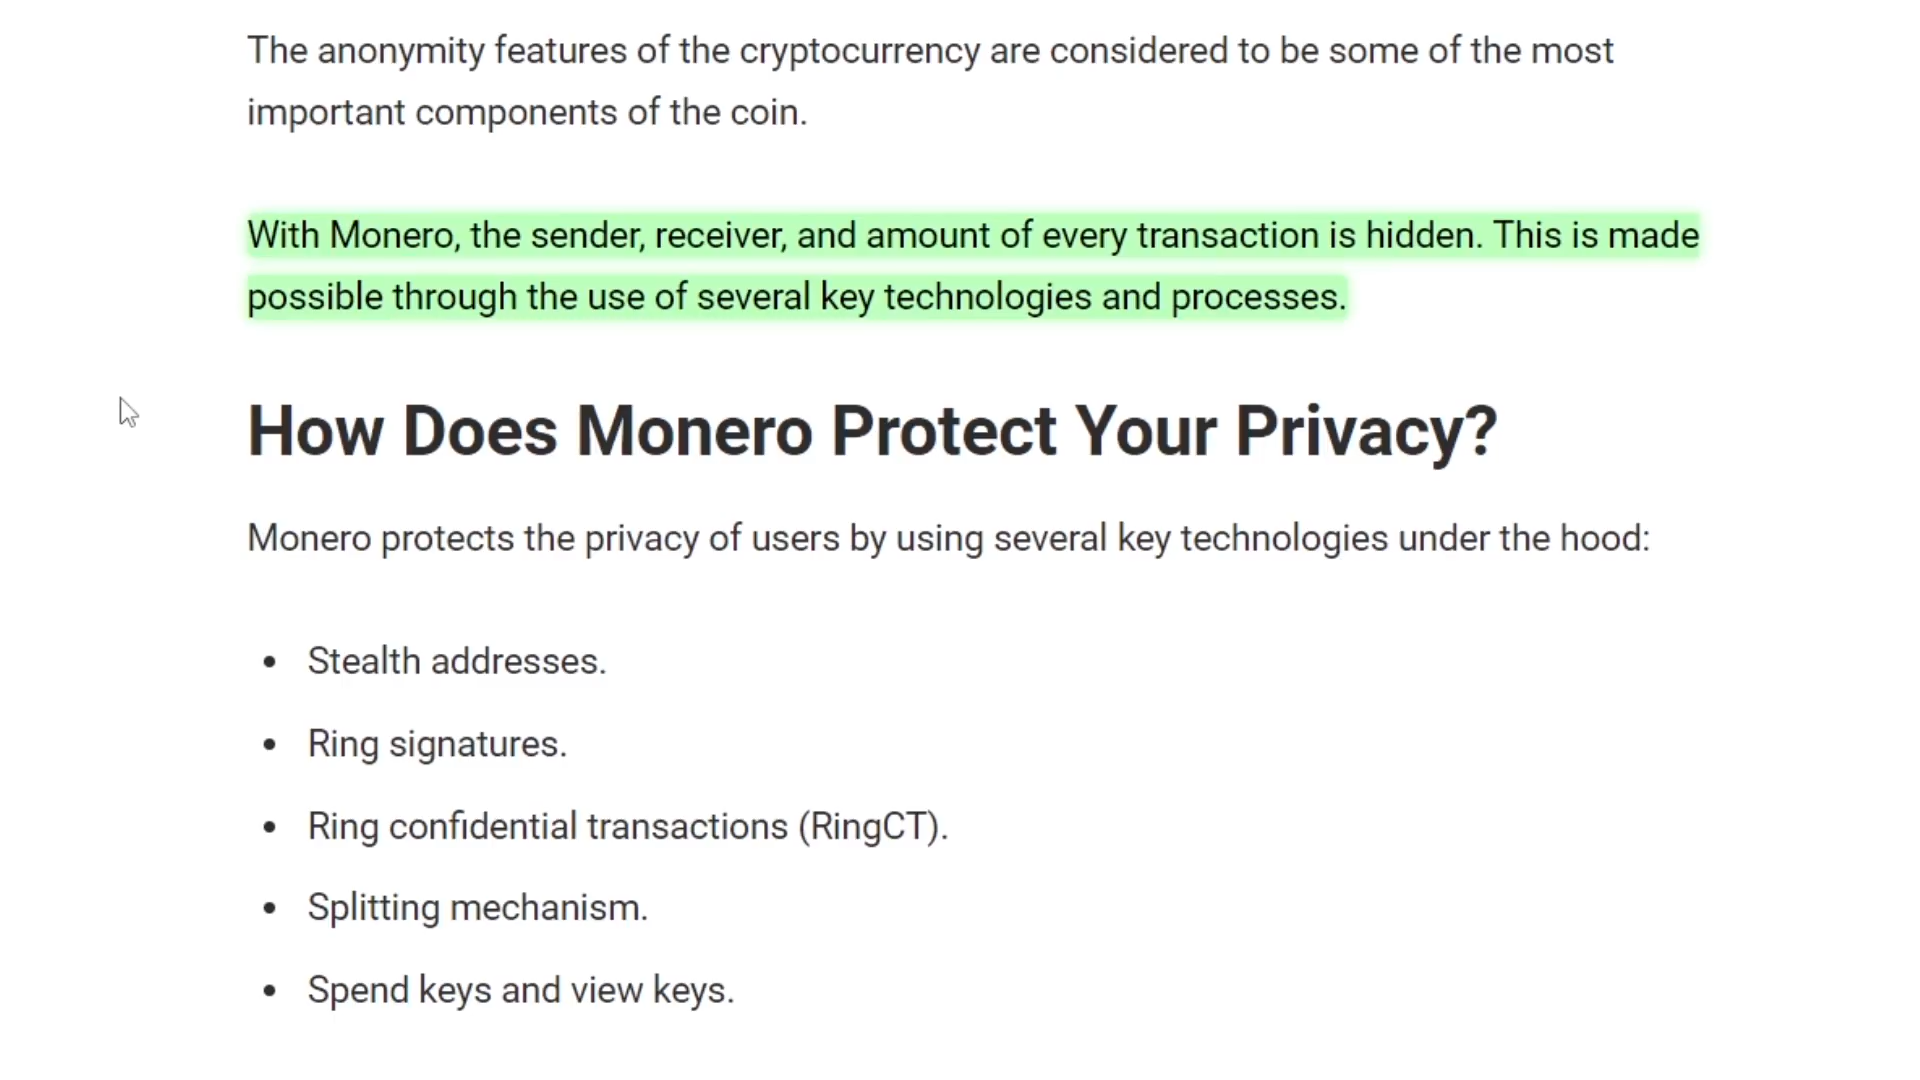 The anonymity features of the cryptocurrency are considered to be some of the most
important components of the coin.
With Monero, the sender, receiver, and amount of every transaction is hidden. This is made
possible through the use of several key technologies and processes.
How Does Monero Protect Your Privacy?
Monero protects the privacy of users by using several key technologies under the hood:
• Stealth addresses.
• Ring signatures.
• Ring confidential transactions (RingCT).
• Splitting mechanism.
• Spend keys and view keys.